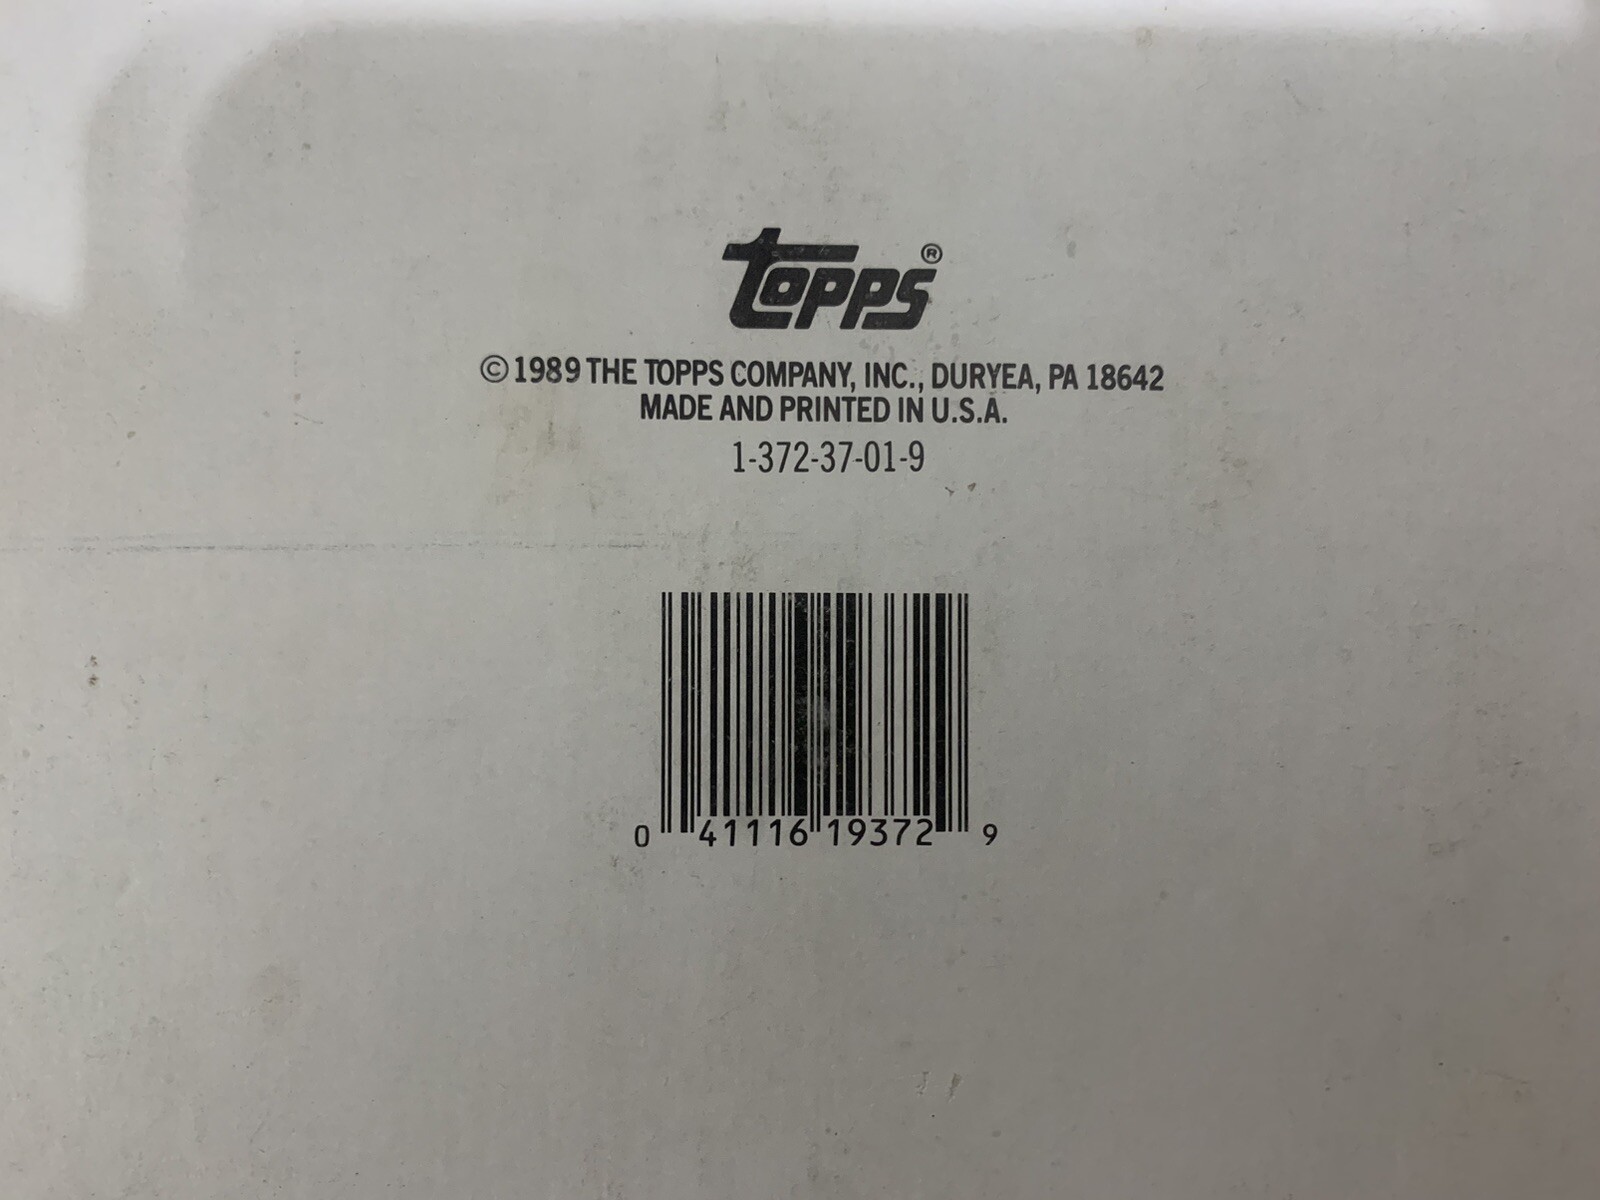 topps®
©1989 THE TOPPS COMPANY, INC., DURYEA, PA 18642
MADE AND PRINTED IN U.S.A.
1-372-37-01-9
0 41116 19372 9